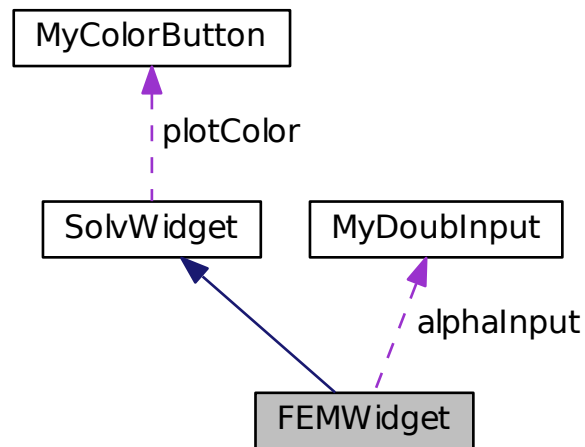 MyColorButton
plotColor
SolvWidget
MyDoubInput
alphaInput
FEMWidget